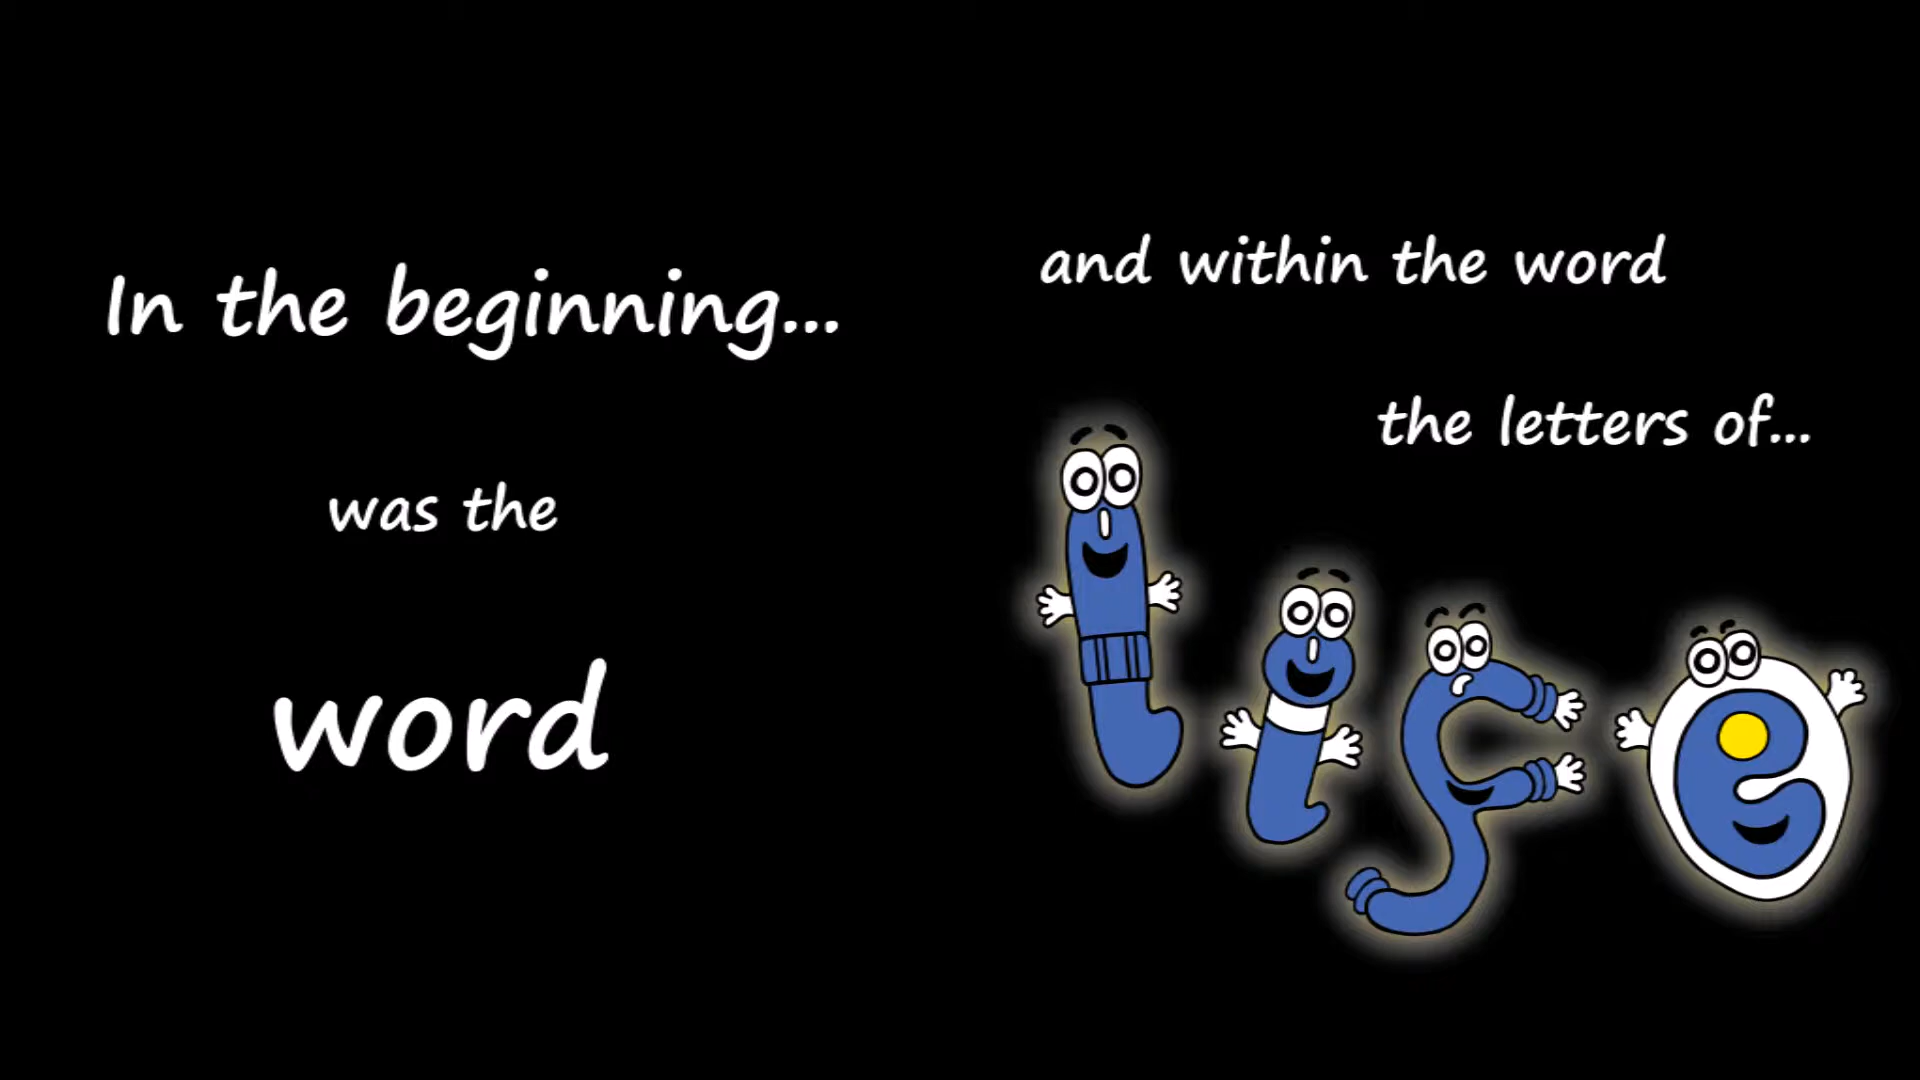 In the beginning...
was the
word
and within the word
the letters of...
life